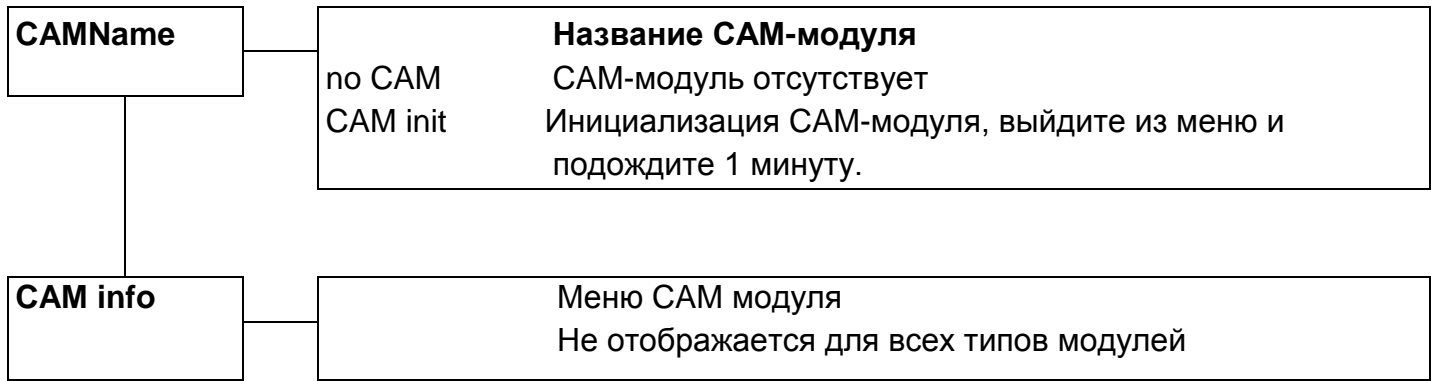 CAMName
Название CAM-модуля
no CAM CAM-модуль отсутствует
CAM init Инициализация CAM-модуля, выйдите из меню и
подождите 1 минуту.
CAM info
Меню CAM модуля
Не отображается для всех типов модулей